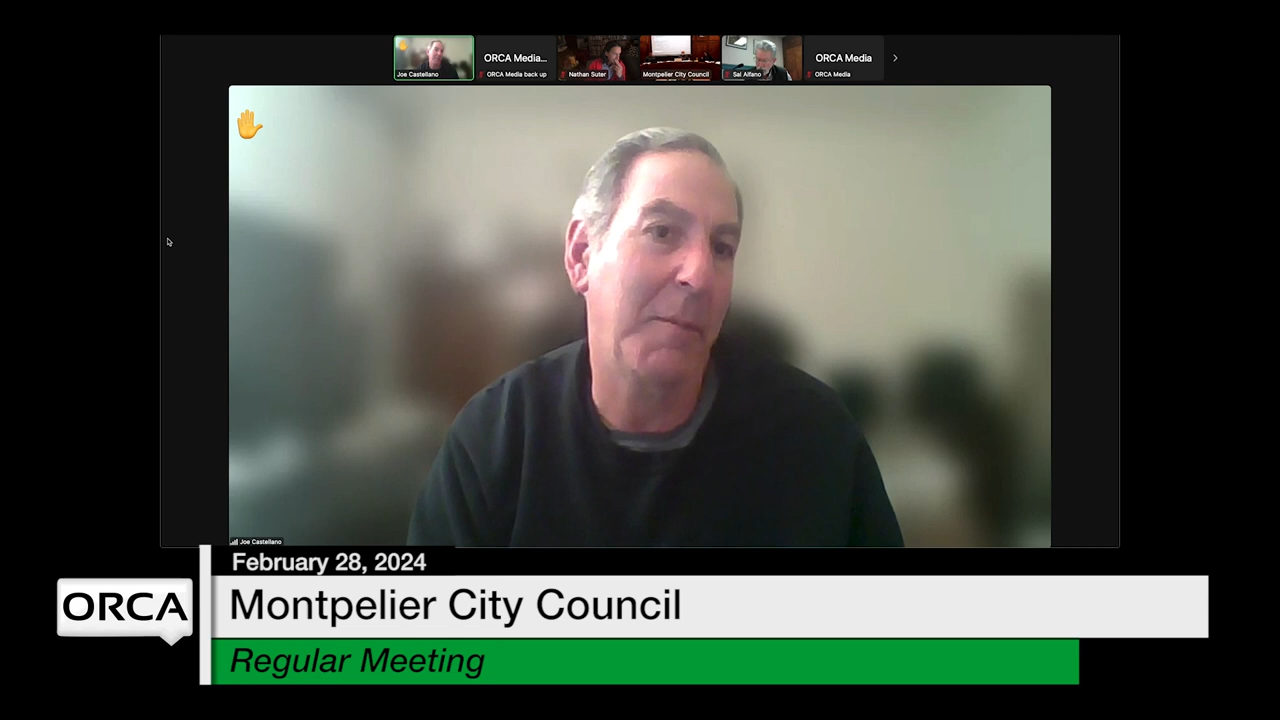 ORCA Media...
ORCA Media
Joe Castellano
ORCA Media back up
Nathan Suter
Montpelier City Council
Sal Alfano
ORCA Media
Joe Castellano
February 28, 2024
ORCA
Montpelier City Council
Regular Meeting